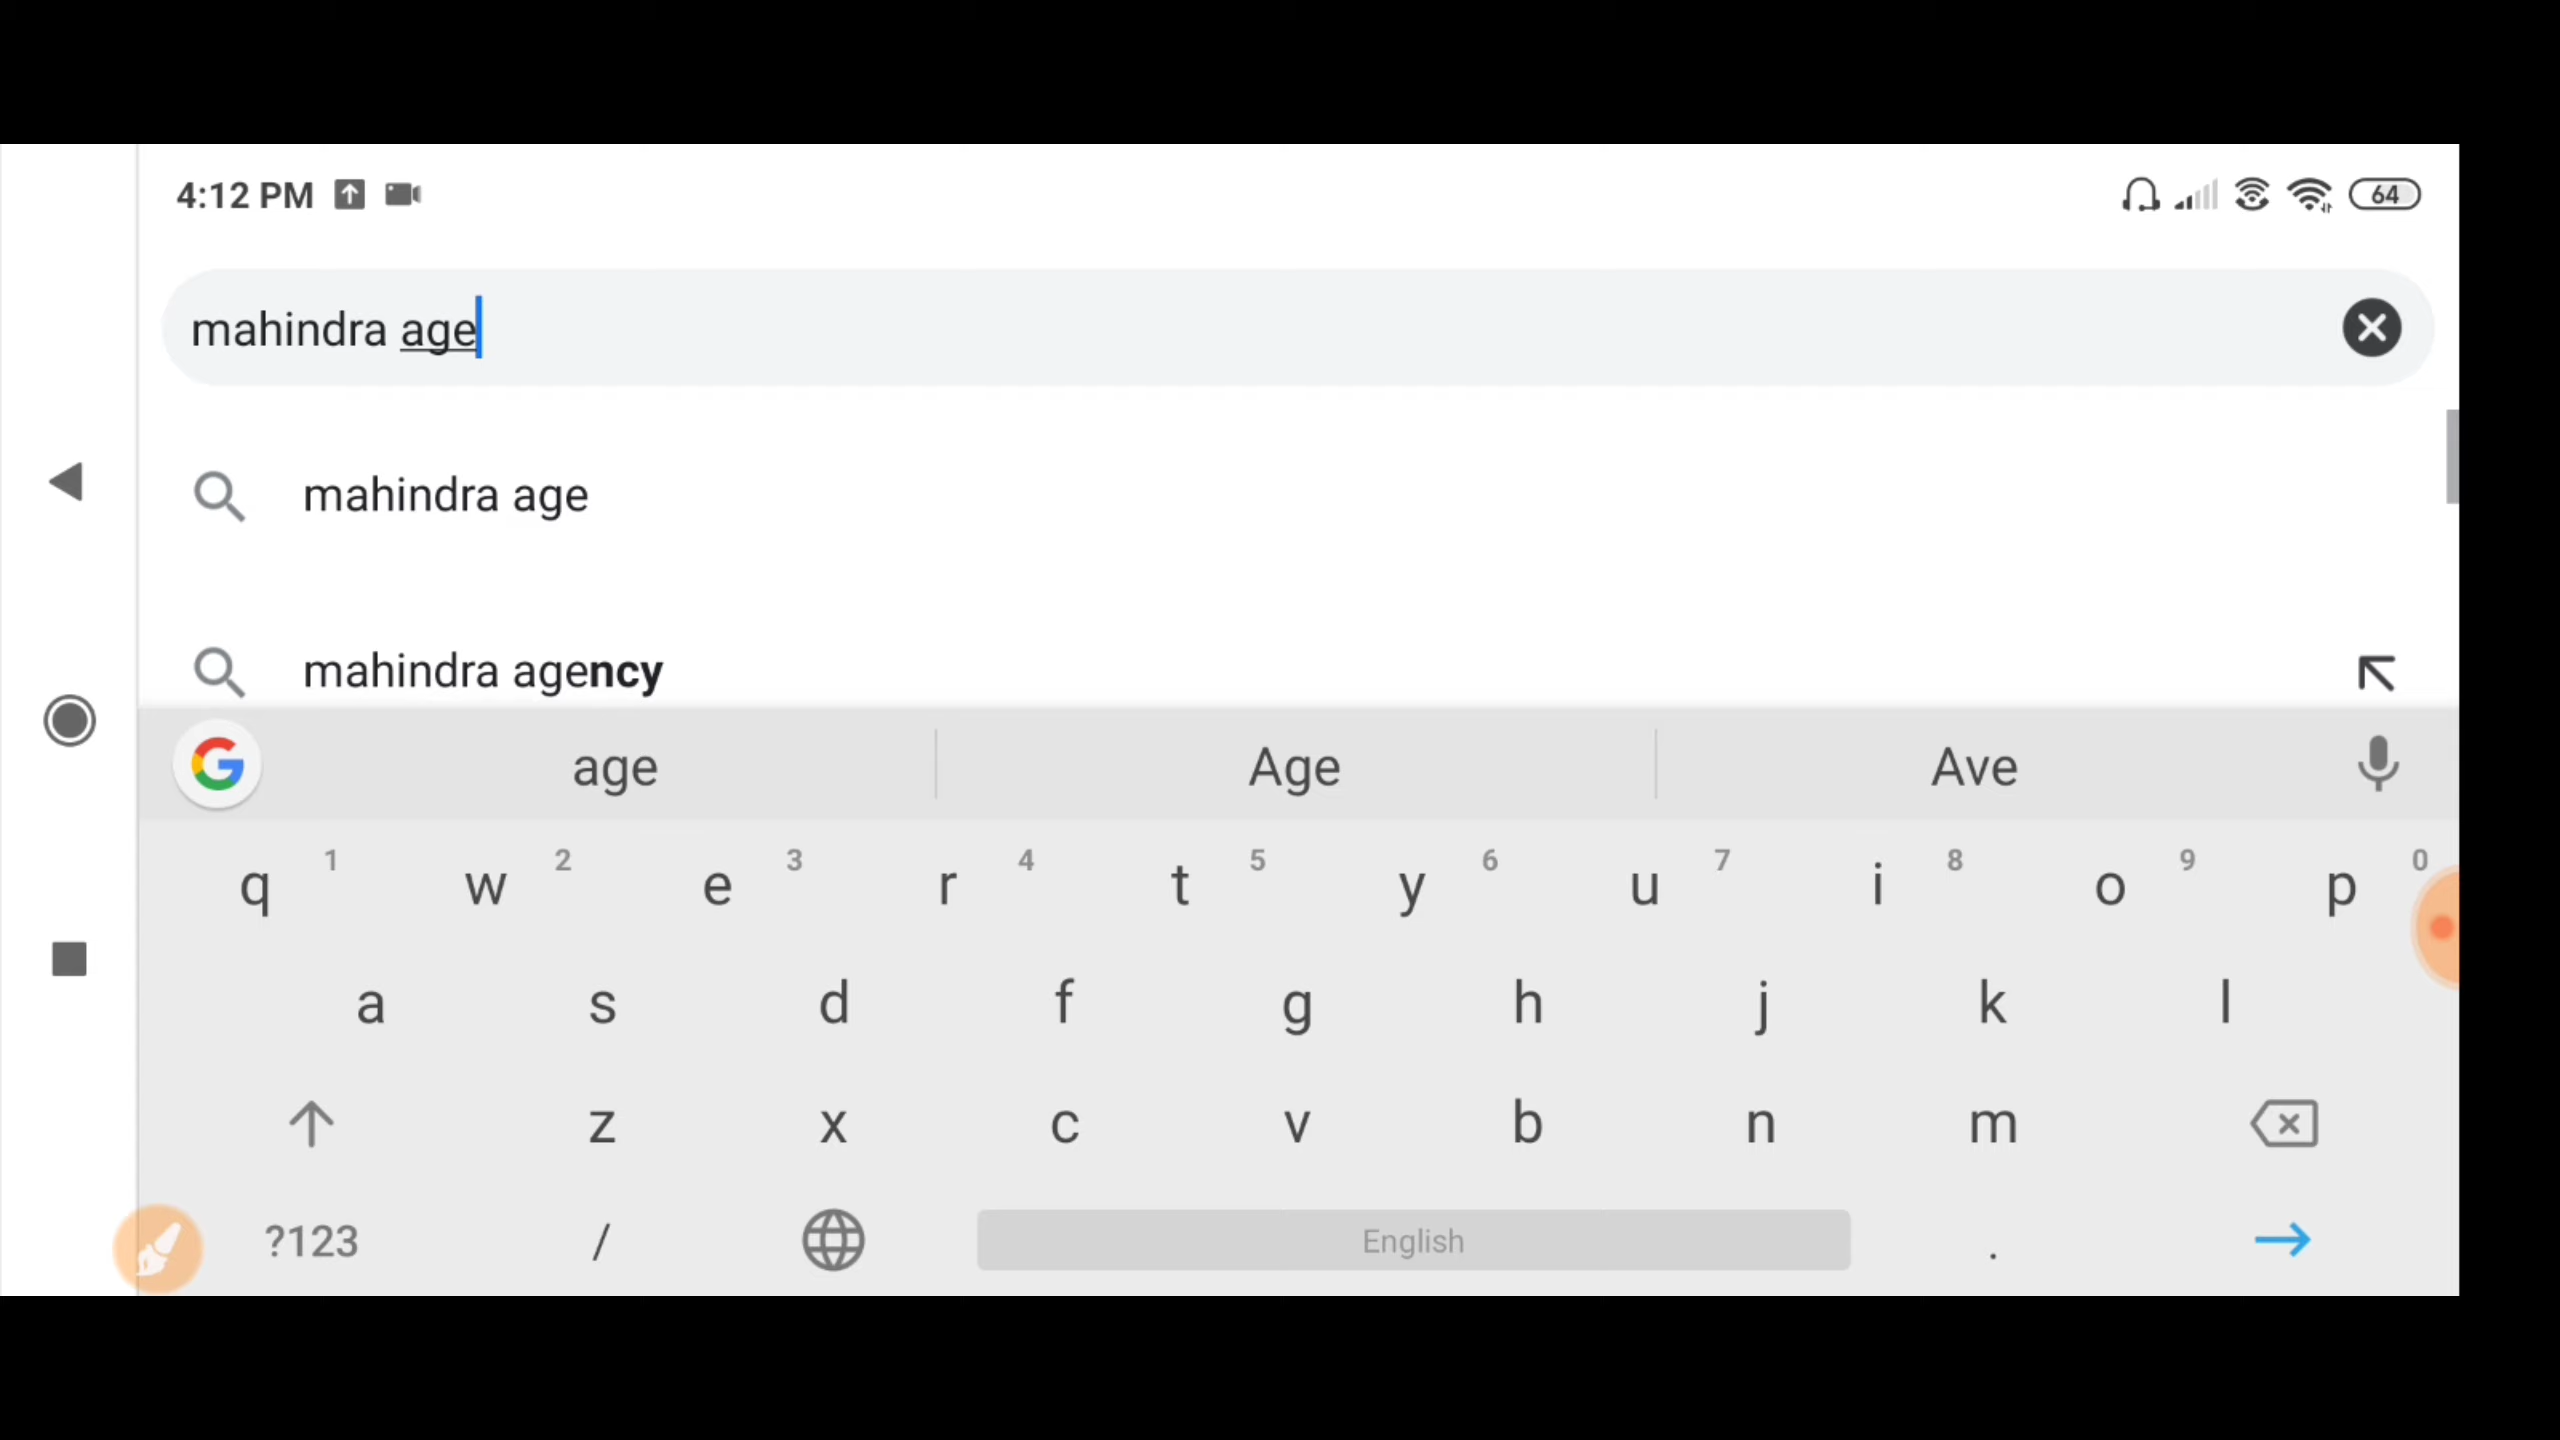 4:12 PM 64
mahindra age
mahindra age
mahindra agency
age Age Ave
q 1 w 2 e 3 r 4 t 5 y 6 u 7 i 8 o 9 p 0
a s d f g h j k l
z x c v b n m
?123 / English .